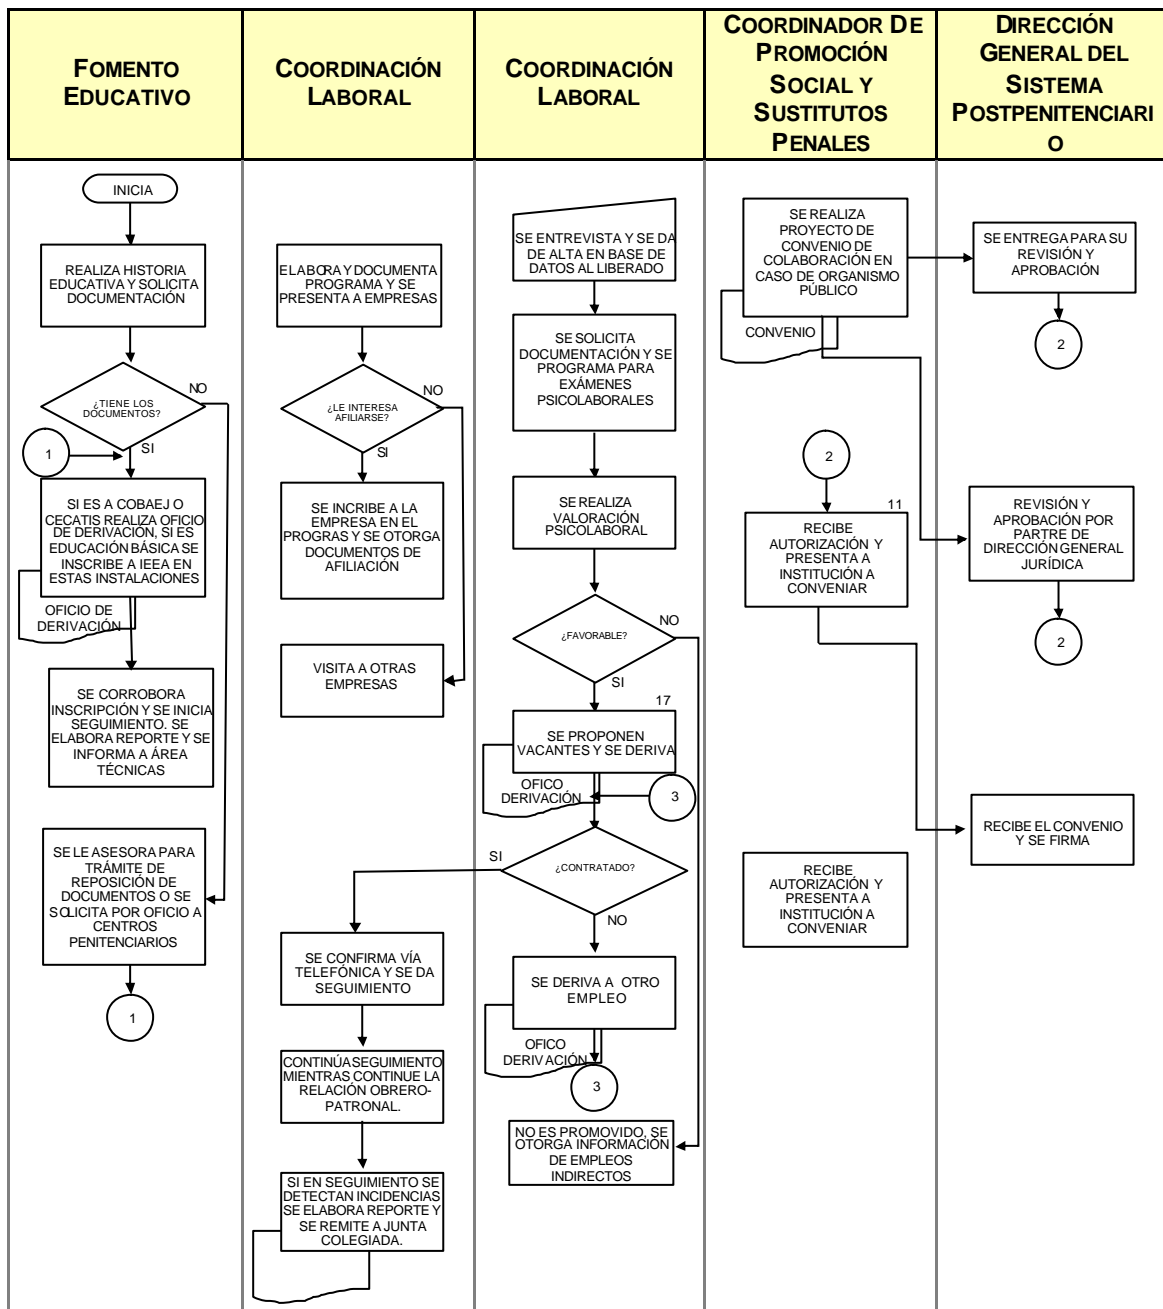 FOMENTO
EDUCATIVO
COORDINACIÓN
LABORAL
COORDINACIÓN
LABORAL
COORDINADOR DE
PROMOCIÓN
SOCIAL Y
SUSTITUTOS
PENALES
DIRECCIÓN
GENERAL DEL
SISTEMA
POSTPENITENCIARI
O
INICIA
REALIZA HISTORIA
EDUCATIVA Y SOLICITA
DOCUMENTACIÓN
¿TIENE LOS
DOCUMENTOS?
NO
SI
1
SI ES A COBAEJ O
CECATIS REALIZA OFICIO
DE DERIVACIÓN, SI ES
EDUCACIÓN BÁSICA SE
INSCRIBE A IEEA EN
ESTAS INSTALACIONES
OFICIO DE
DERIVACIÓN
SE CORROBORA
INSCRIPCIÓN Y SE INICIA
SEGUIMIENTO. SE
ELABORA REPORTE Y SE
INFORMA A ÁREA
TÉCNICAS
SE LE ASESORA PARA
TRÁMITE DE
REPOSICIÓN DE
DOCUMENTOS O SE
SOLICITA POR OFICIO A
CENTROS
PENITENCIARIOS
1
ELABORA Y DOCUMENTA
PROGRAMA Y SE
PRESENTA A EMPRESAS
¿LE INTERESA
AFILIARSE?
NO
SI
SE INCRIBE A LA
EMPRESA EN EL
PROGRAS Y SE OTORGA
DOCUMENTOS DE
AFILIACIÓN
VISITA A OTRAS
EMPRESAS
SE CONFIRMA VÍA
TELEFÓNICA Y SE DA
SEGUIMIENTO
CONTINÚA SEGUIMIENTO
MIENTRAS CONTINUE LA
RELACIÓN OBRERO-
PATRONAL.
SI EN SEGUIMIENTO SE
DETECTAN INCIDENCIAS
SE ELABORA REPORTE Y
SE REMITE A JUNTA
COLEGIADA.
SE ENTREVISTA Y SE DA
DE ALTA EN BASE DE
DATOS AL LIBERADO
SE SOLICITA
DOCUMENTACIÓN Y SE
PROGRAMA PARA
EXÁMENES
PSICOLABORALES
SE REALIZA
VALORACIÓN
PSICOLABORAL
¿FAVORABLE?
NO
SI
17
SE PROPONEN
VACANTES Y SE DERIVA
OFICO
DERIVACIÓN
3
¿CONTRATADO?
SI
NO
SE DERIVA A OTRO
EMPLEO
OFICO
DERIVACIÓN
3
NO ES PROMOVIDO, SE
OTORGA INFORMACIÓN
DE EMPLEOS
INDIRECTOS
SE REALIZA
PROYECTO DE
CONVENIO DE
COLABORACIÓN EN
CASO DE ORGANISMO
PÚBLICO
CONVENIO
2
11
RECIBE
AUTORIZACIÓN Y
PRESENTA A
INSTITUCIÓN A
CONVENIAR
RECIBE
AUTORIZACIÓN Y
PRESENTA A
INSTITUCIÓN A
CONVENIAR
SE ENTREGA PARA SU
REVISIÓN Y
APROBACIÓN
2
REVISIÓN Y
APROBACIÓN POR
PARTRE DE
DIRECCIÓN GENERAL
JURÍDICA
2
RECIBE EL CONVENIO
Y SE FIRMA